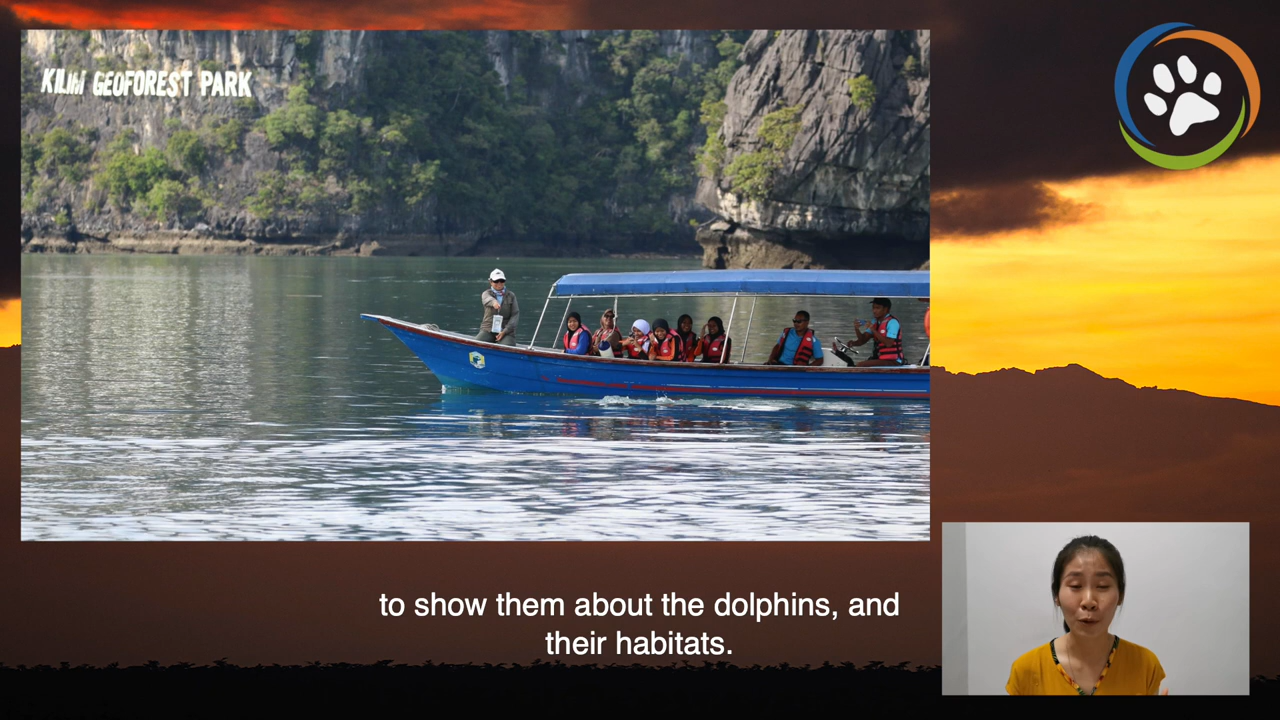 KILIM GEOFOREST PARK
to show them about the dolphins, and
their habitats.